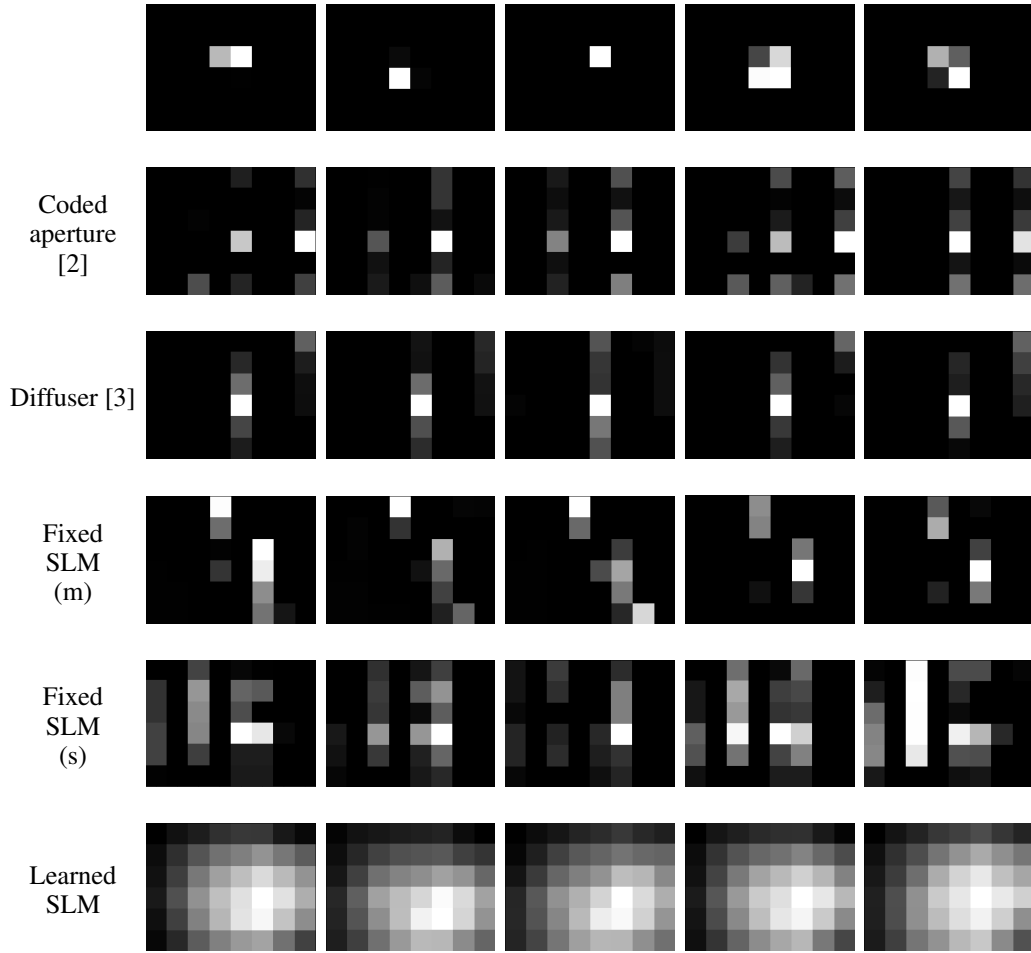 Coded
aperture
[2]
Diffuser [3]
Fixed
SLM
(m)
Fixed
SLM
(s)
Learned
SLM